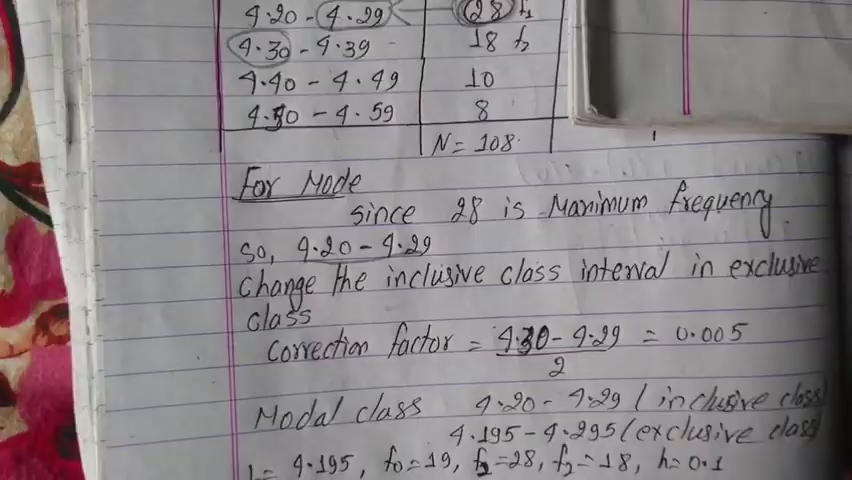 4.20 - 4.29 28 f1
4.30 - 4.39 - 18 f2
4.40 - 4.49 10
4.50 - 4.59 8
N = 108.
For Mode
since 28 is Manimum frequency.
so, 4.20 - 4.29
change the inclusive class interval in exclusive
class
correction factor = 4.30 - 4.29 / 2 = 0.005
Modal class 4.20 - 4.29 ( inclusive class)
4.195 - 4.295 (exclusive class)
l = 4.195, f0 = 19, f1 = 28, f2 = 18, h = 0.1